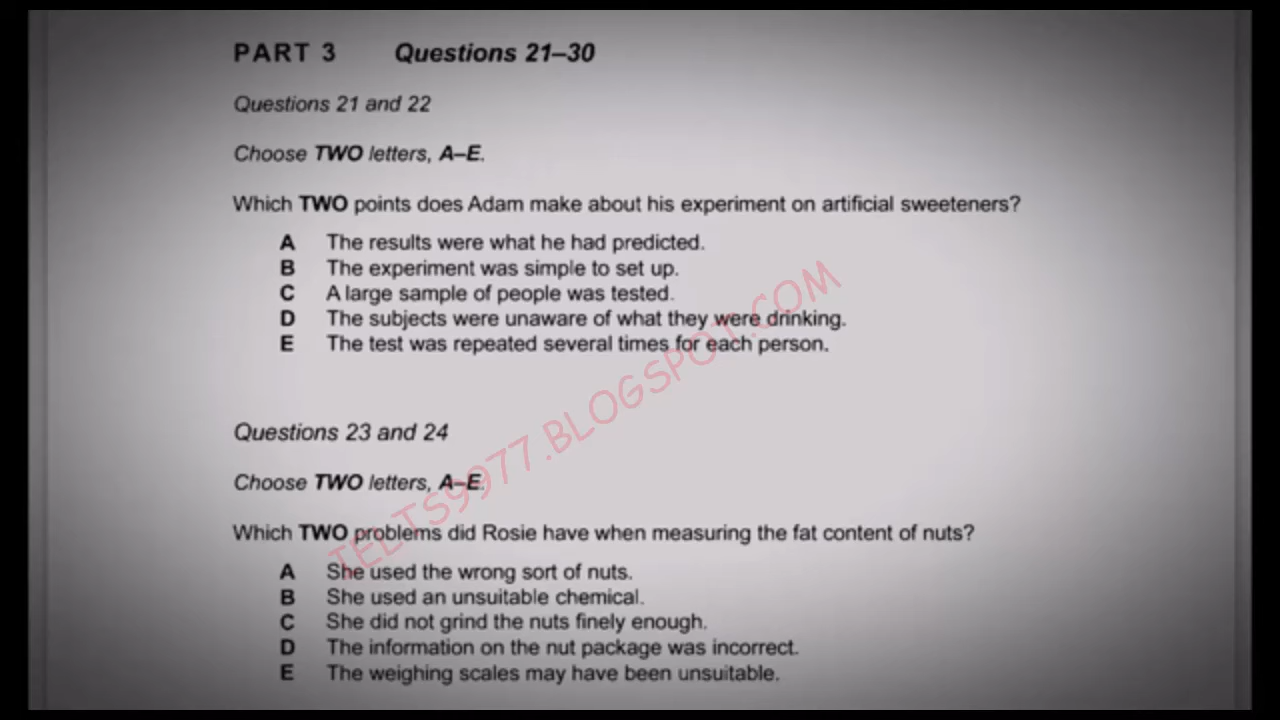 PART 3 Questions 21–30
Questions 21 and 22
Choose TWO letters, A–E.
Which TWO points does Adam make about his experiment on artificial sweeteners?
A The results were what he had predicted.
B The experiment was simple to set up.
C A large sample of people was tested.
D The subjects were unaware of what they were drinking.
E The test was repeated several times for each person.
IELTS9977.BLOGSPOT.COM
Questions 23 and 24
Choose TWO letters, A–E.
Which TWO problems did Rosie have when measuring the fat content of nuts?
A She used the wrong sort of nuts.
B She used an unsuitable chemical.
C She did not grind the nuts finely enough.
D The information on the nut package was incorrect.
E The weighing scales may have been unsuitable.